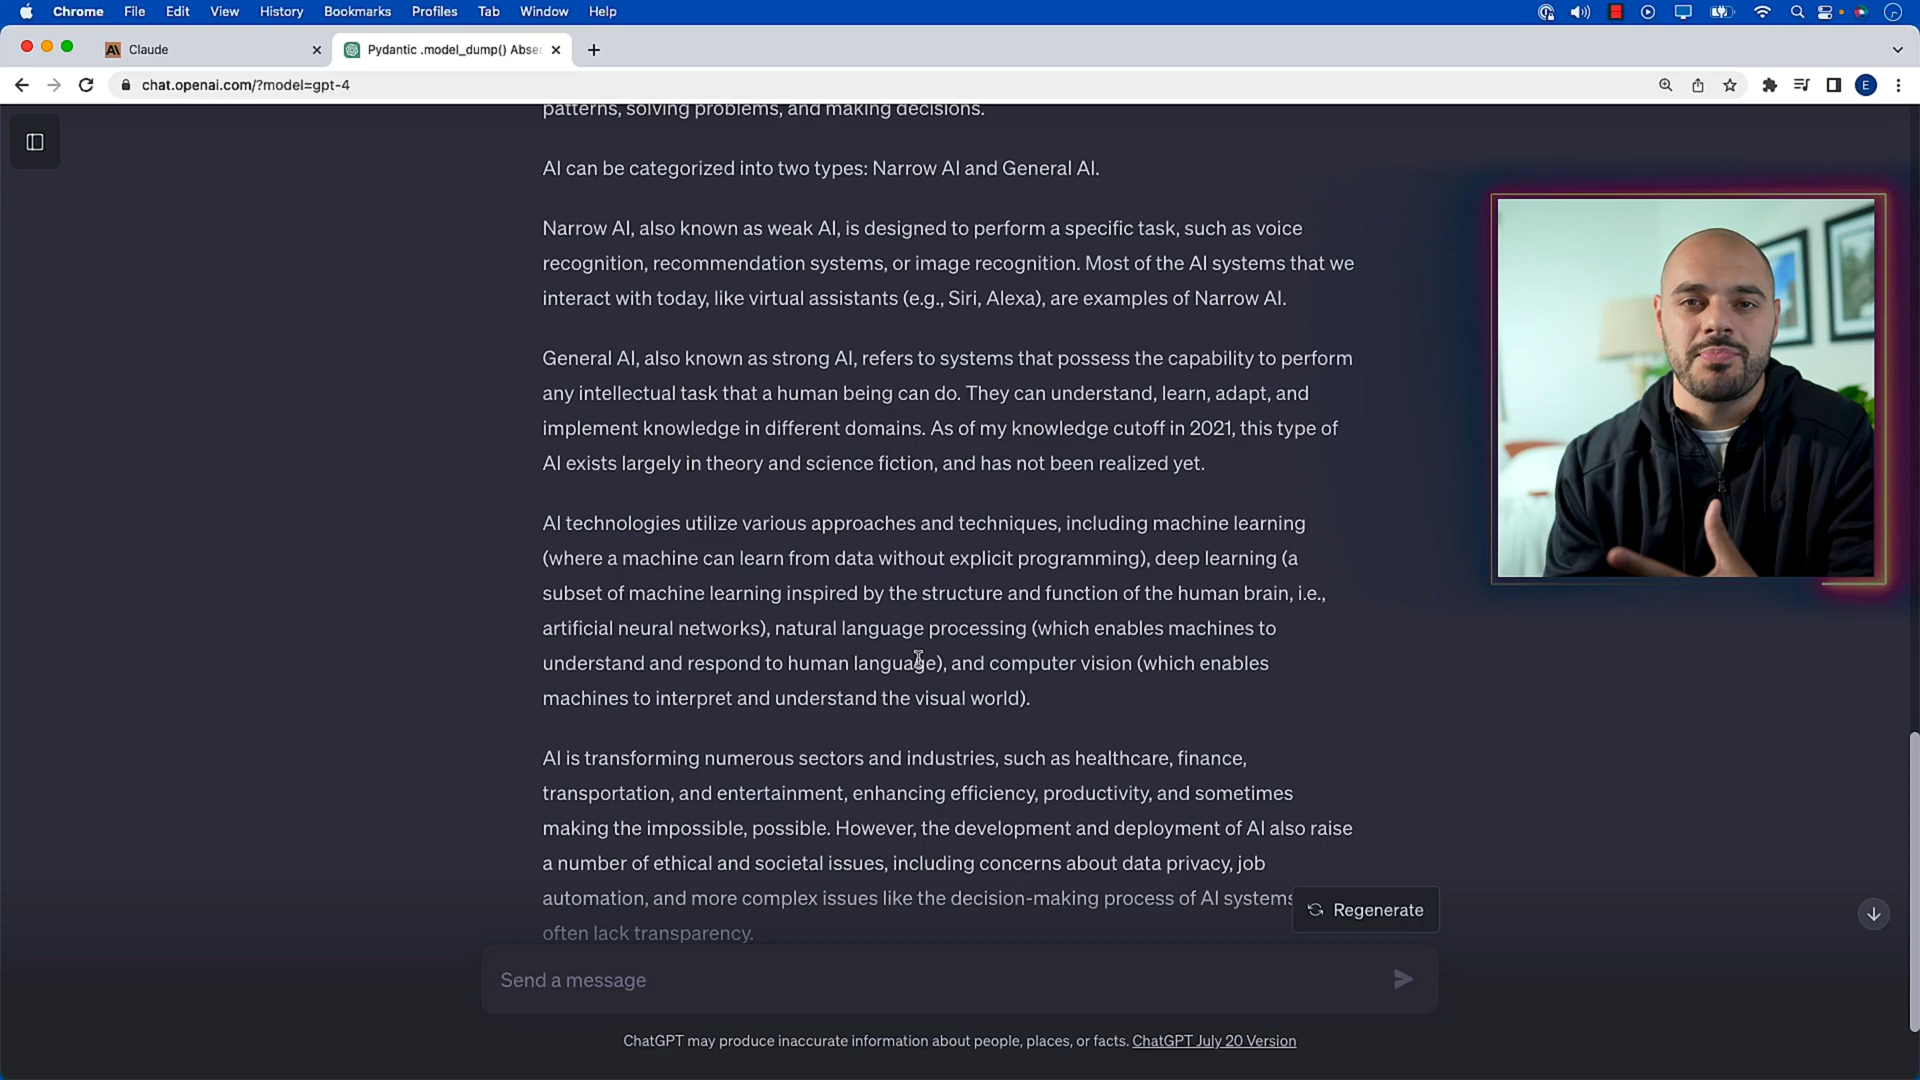 Chrome File Edit View History Bookmarks Profiles Tab Window Help
Claude
Pydantic .model_dump() Abse
chat.openai.com/?model=gpt-4
E
patterns, solving problems, and making decisions.
AI can be categorized into two types: Narrow AI and General AI.
Narrow AI, also known as weak AI, is designed to perform a specific task, such as voice
recognition, recommendation systems, or image recognition. Most of the AI systems that we
interact with today, like virtual assistants (e.g., Siri, Alexa), are examples of Narrow AI.
General AI, also known as strong AI, refers to systems that possess the capability to perform
any intellectual task that a human being can do. They can understand, learn, adapt, and
implement knowledge in different domains. As of my knowledge cutoff in 2021, this type of
AI exists largely in theory and science fiction, and has not been realized yet.
AI technologies utilize various approaches and techniques, including machine learning
(where a machine can learn from data without explicit programming), deep learning (a
subset of machine learning inspired by the structure and function of the human brain, i.e.,
artificial neural networks), natural language processing (which enables machines to
understand and respond to human language), and computer vision (which enables
machines to interpret and understand the visual world).
AI is transforming numerous sectors and industries, such as healthcare, finance,
transportation, and entertainment, enhancing efficiency, productivity, and sometimes
making the impossible, possible. However, the development and deployment of AI also raise
a number of ethical and societal issues, including concerns about data privacy, job
automation, and more complex issues like the decision-making process of AI systems
often lack transparency.
Regenerate
Send a message
ChatGPT may produce inaccurate information about people, places, or facts. ChatGPT July 20 Version